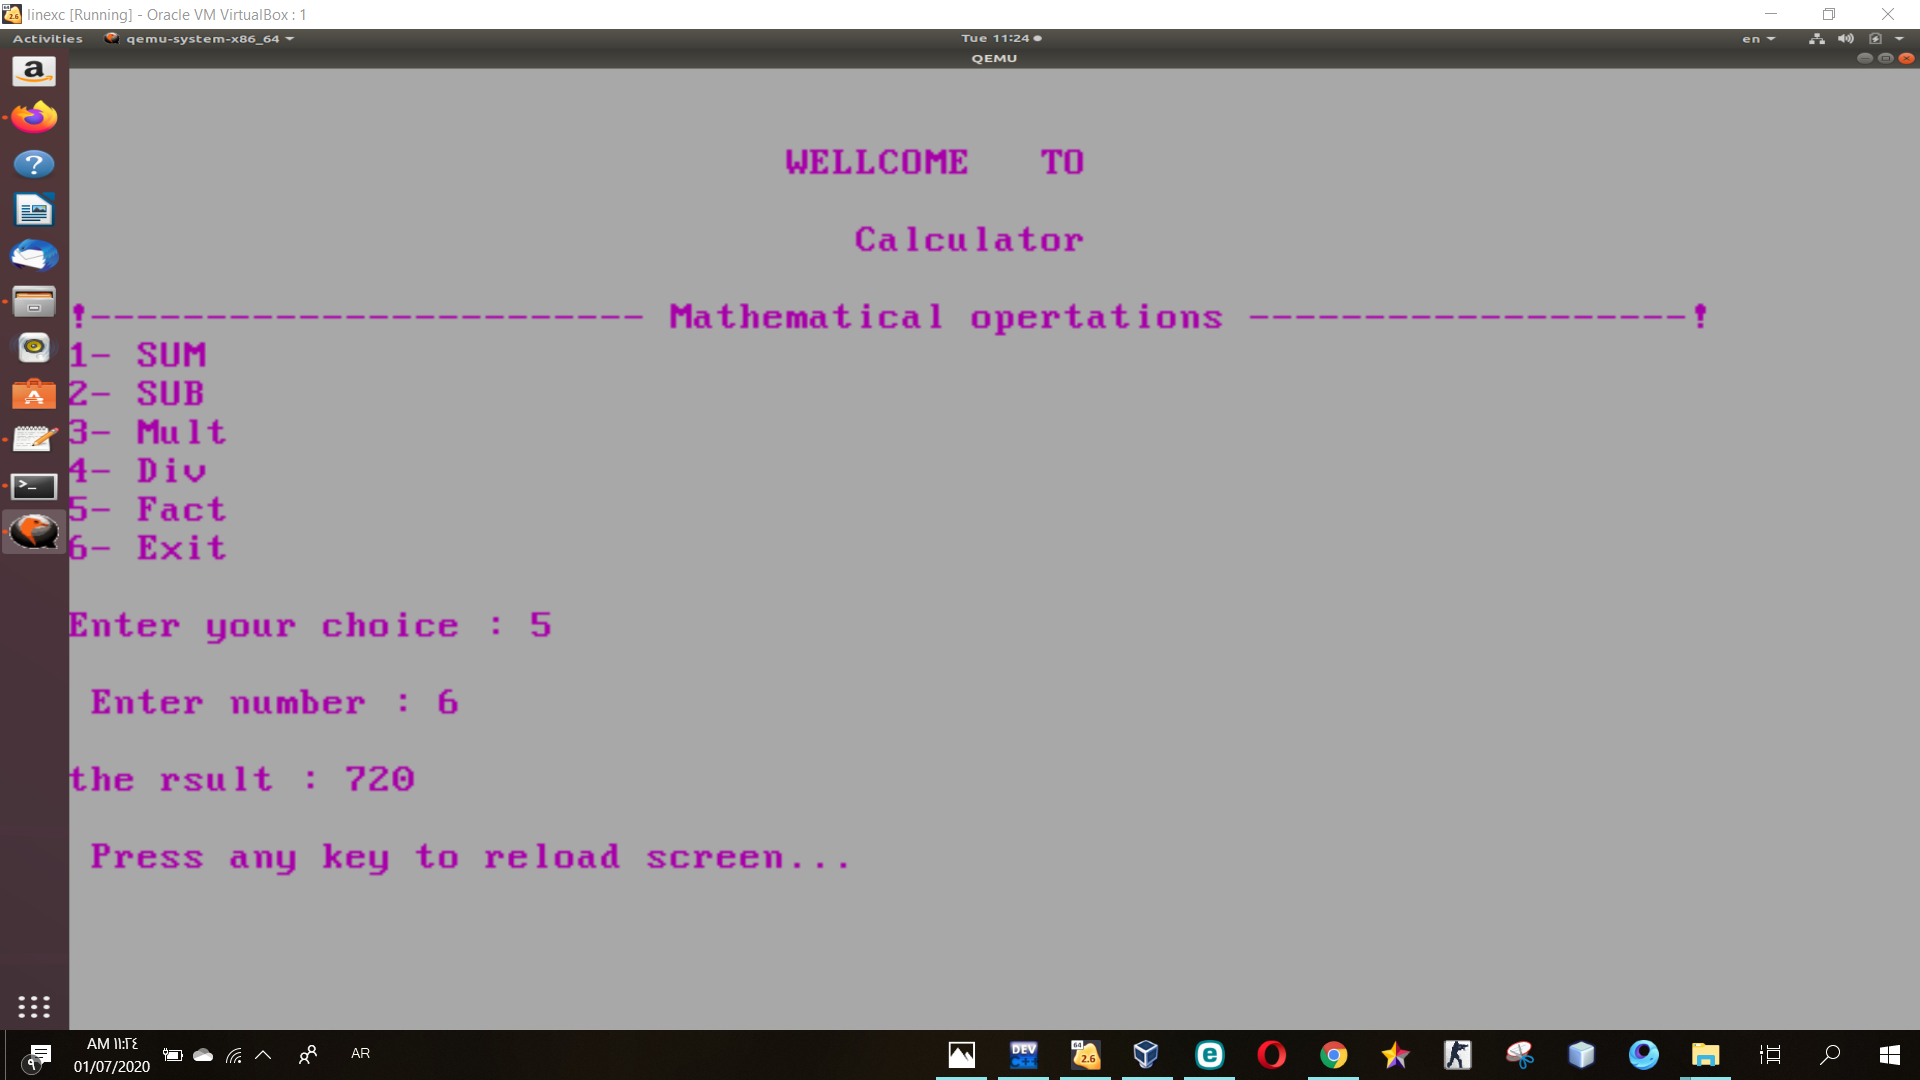 linexc [Running] - Oracle VM VirtualBox : 1
Activities qemu-system-x86_64 Tue 11:24 en
QEMU
WELLCOME TO
Calculator
!------------------------ Mathematical opertations -------------------!
1- SUM
2- SUB
3- Mult
4- Div
5- Fact
6- Exit
Enter your choice : 5
Enter number : 6
the rsult : 720
Press any key to reload screen...
AM ١١:٢٤
01/07/2020
AR